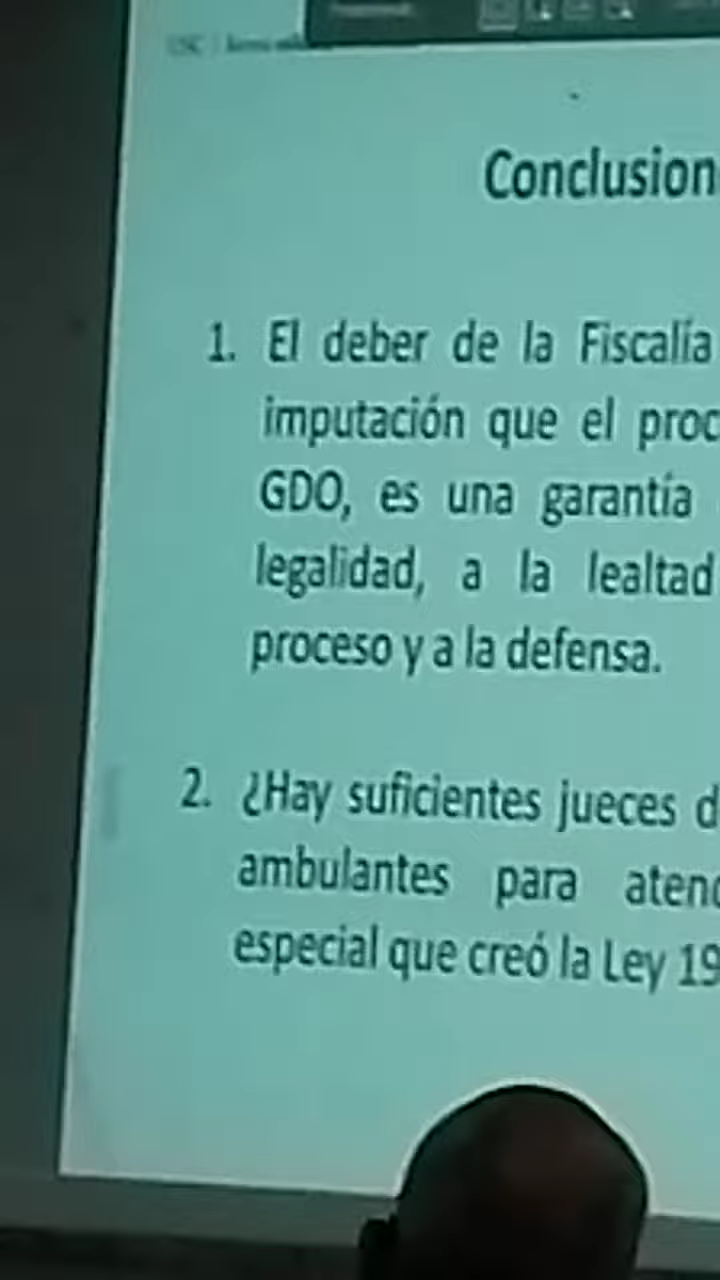 Conclusion
1. El deber de la Fiscalía
imputación que el proc
GDO, es una garantía
legalidad, a la lealtad
proceso y a la defensa.
2. ¿Hay suficientes jueces d
ambulantes para atenc
especial que creó la Ley 19